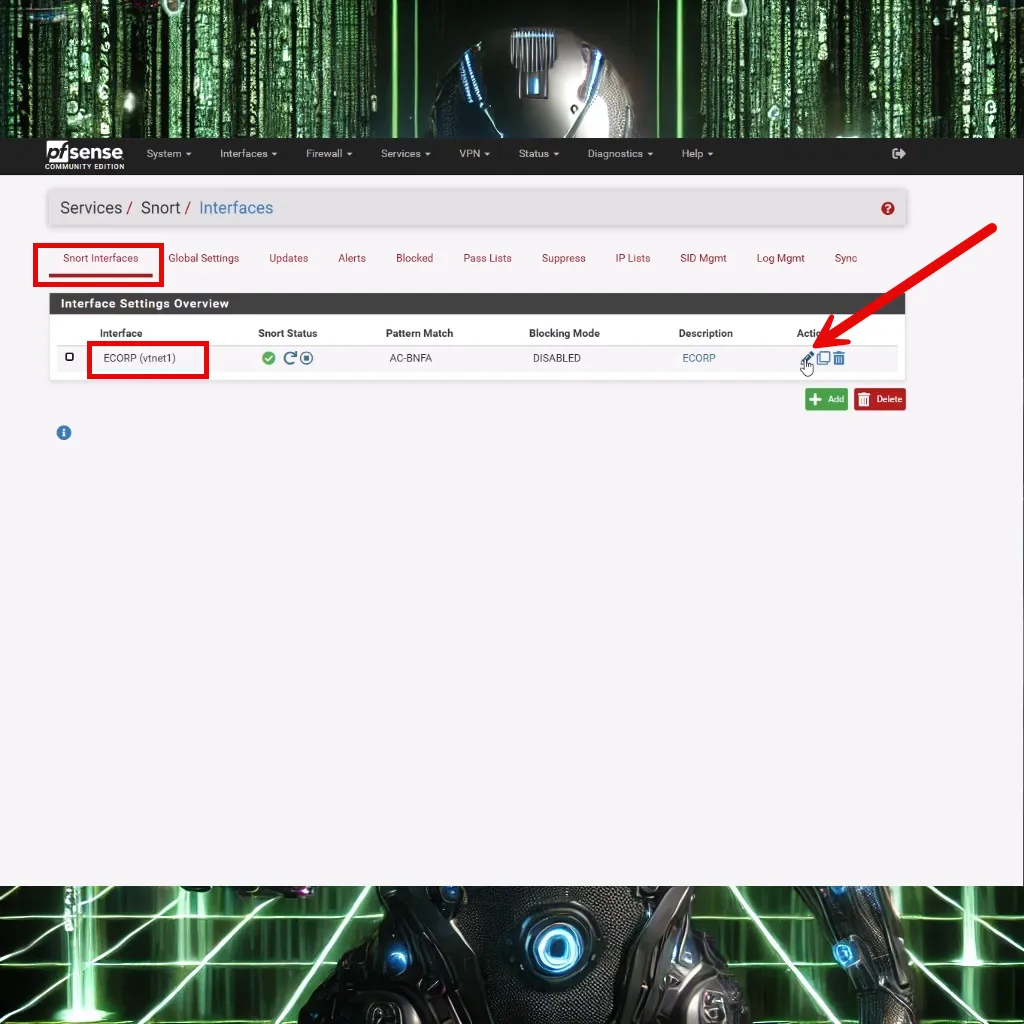 pfsense
COMMUNITY EDITION
System Interfaces Firewall Services VPN Status Diagnostics Help
Services / Snort / Interfaces
Snort Interfaces Global Settings Updates Alerts Blocked Pass Lists Suppress IP Lists SID Mgmt Log Mgmt Sync
Interface Settings Overview
Interface Snort Status Pattern Match Blocking Mode Description
ECORP (vtnet1) AC-BNFA DISABLED ECORP
Add Delete